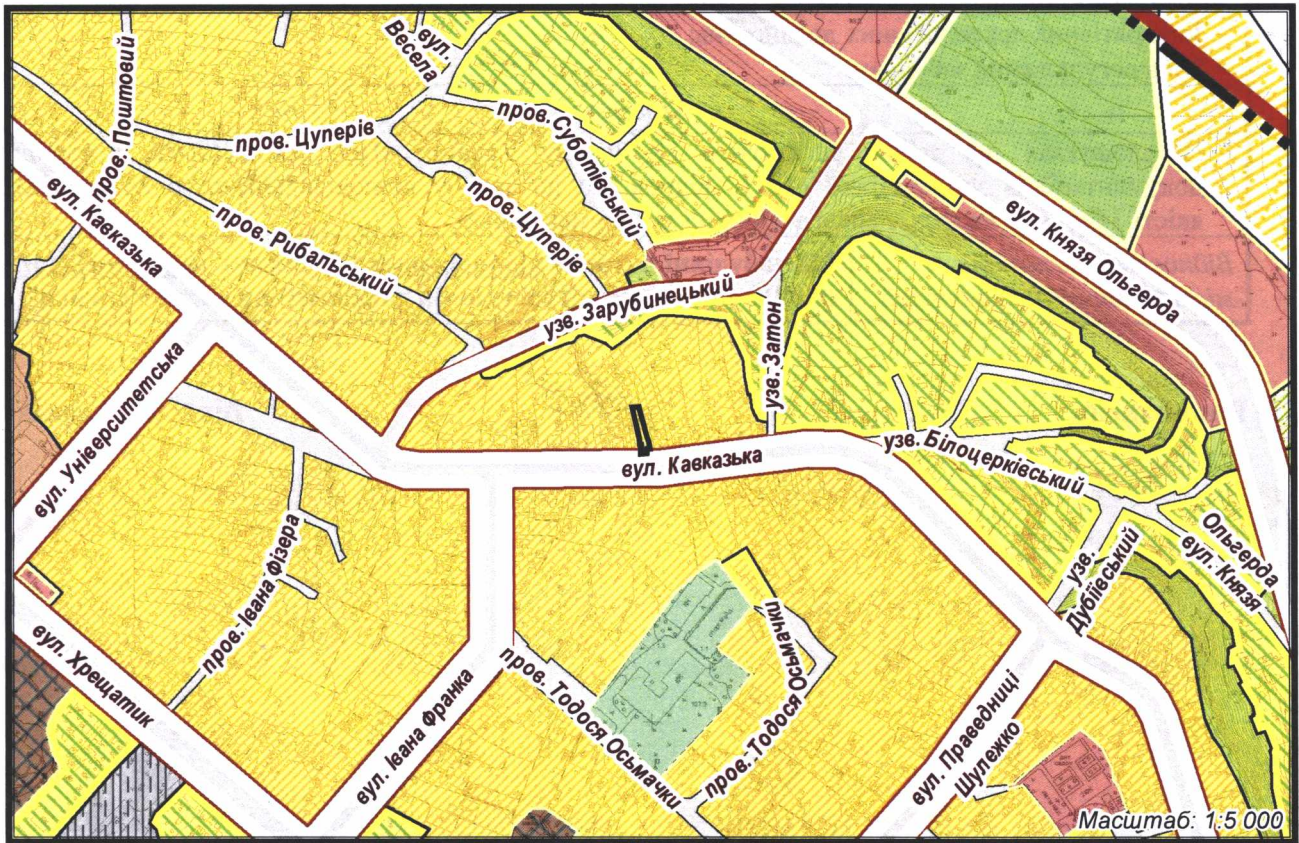 вул.
Весела
пров. Поштовий
пров. Цуперів
пров. Суботівський
вул. Кавказька
пров. Рибальський
пров. Цуперів
вул. Князя Ольгерда
узв. Зарубинецький
узв. Затон
вул. Університетська
вул. Кавказька
узв. Білоцерківський
Ольгерда
вул. Князя
узв.
Дубіївський
пров. Івана Фізера
вул. Хрещатик
вул. Івана Франка
пров. Тодося Осьмачки
пров. Тодося Осьмачки
вул. Праведниці
Шулежко
Масштаб: 1:5 000